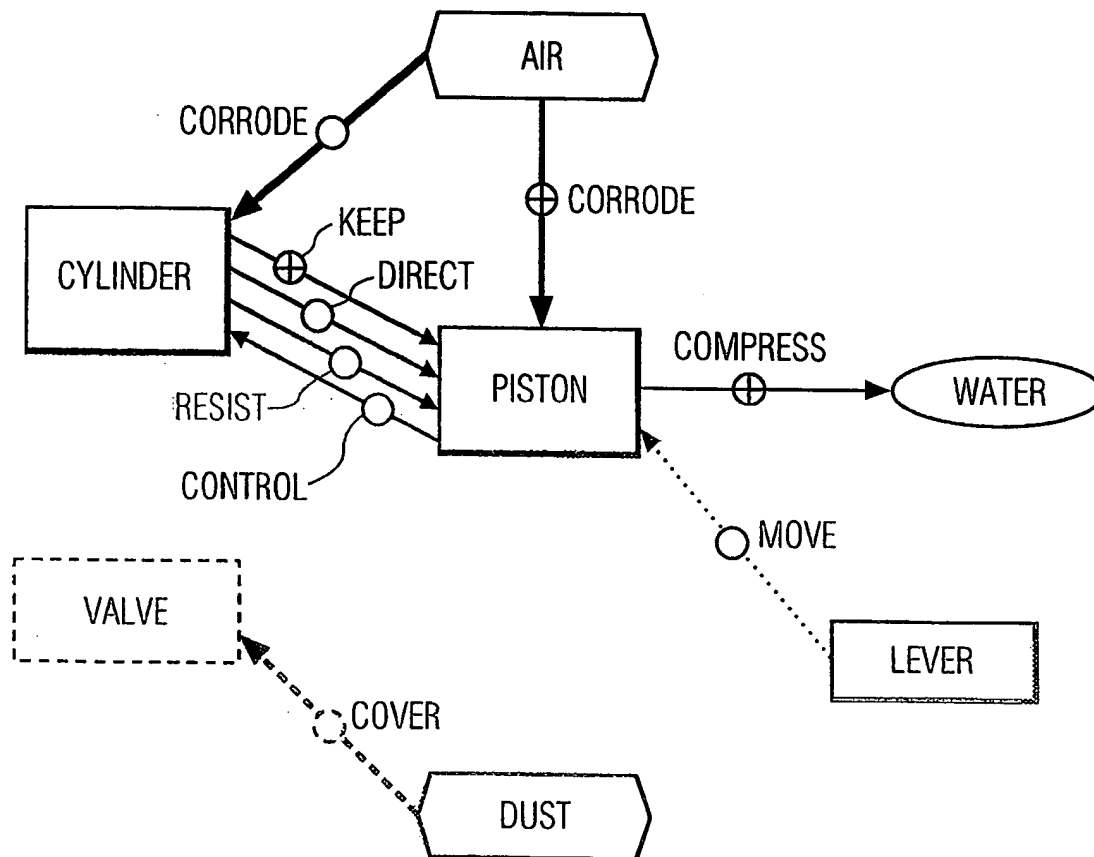 AIR
CORRODE
CORRODE
KEEP
CYLINDER
DIRECT
COMPRESS
PISTON
WATER
RESIST
CONTROL
MOVE
VALVE
LEVER
COVER
DUST